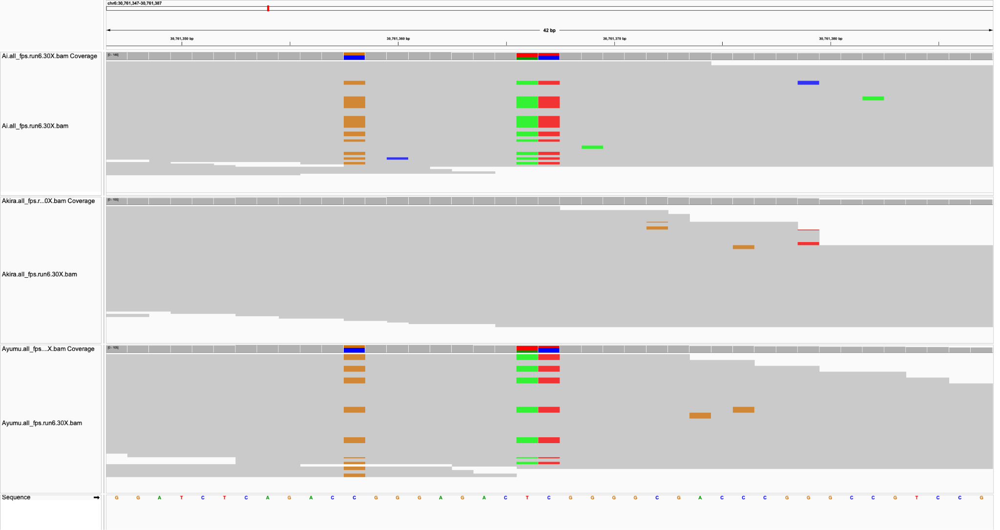 chr6:30,761,347-30,761,387
42 bp
30,761,350 bp 30,761,360 bp 30,761,370 bp 30,761,380 bp
Ai.all_fps.run6.30X.bam Coverage
[0 - 146]
Ai.all_fps.run6.30X.bam
Akira.all_fps.r...0X.bam Coverage
[0 - 155]
Akira.all_fps.run6.30X.bam
Ayumu.all_fps....X.bam Coverage
[0 - 105]
Ayumu.all_fps.run6.30X.bam
Sequence G G A T C T C A G A C C G G G A G A C T C G G G G C G A C C C G G G C C G T C C G